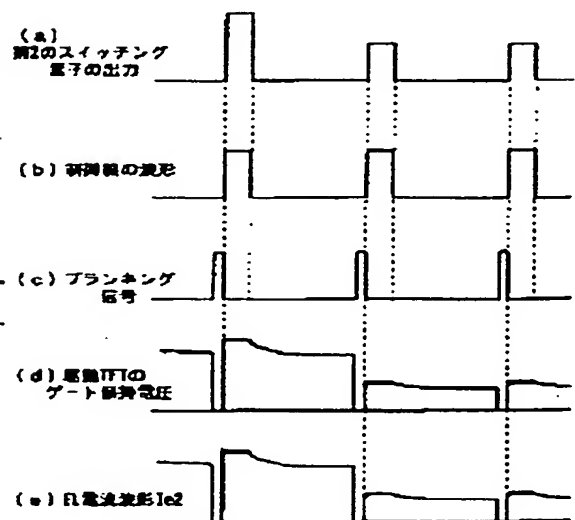 (a)
第2のスイッチング
素子の出力
(b) 制御線の波形
(c) ブランキング
信号
(d) 駆動TFTの
ゲート保持電圧
(e) EL電流波形Ie2